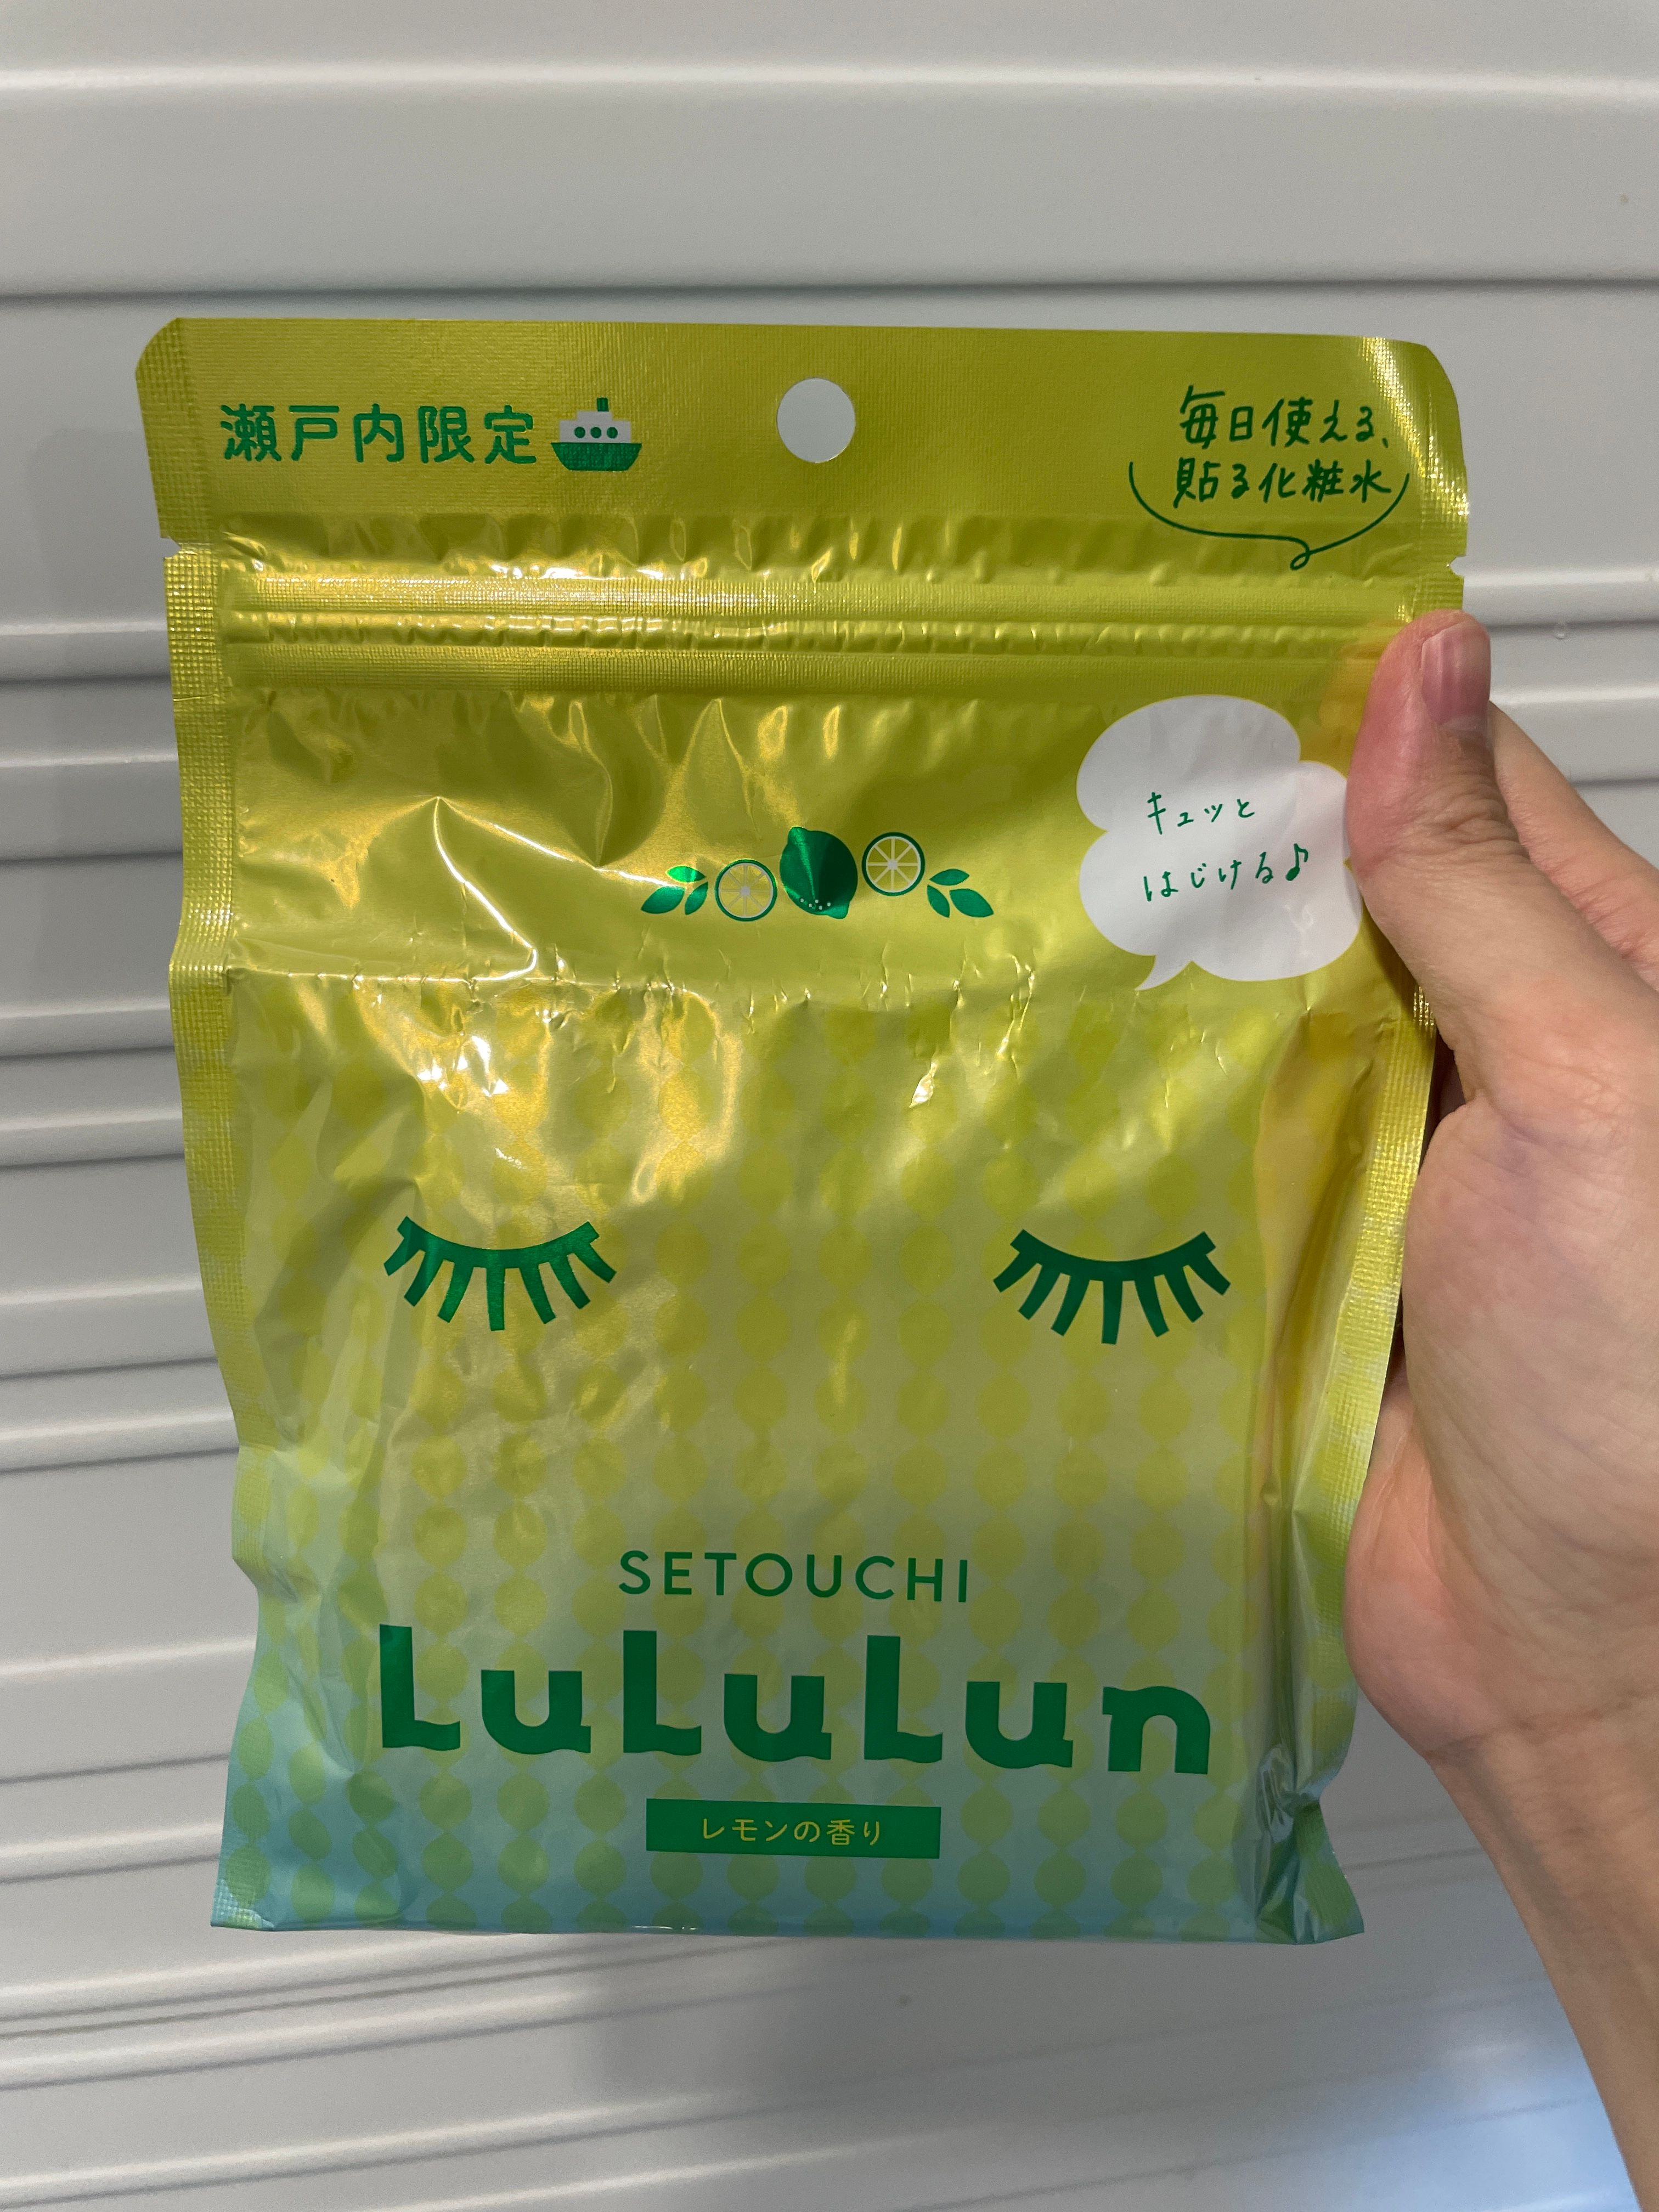 瀬戸内限定
毎日使える、
貼る化粧水
キュッと
はじける♪
SETOUCHI
LuLuLun
レモンの香り